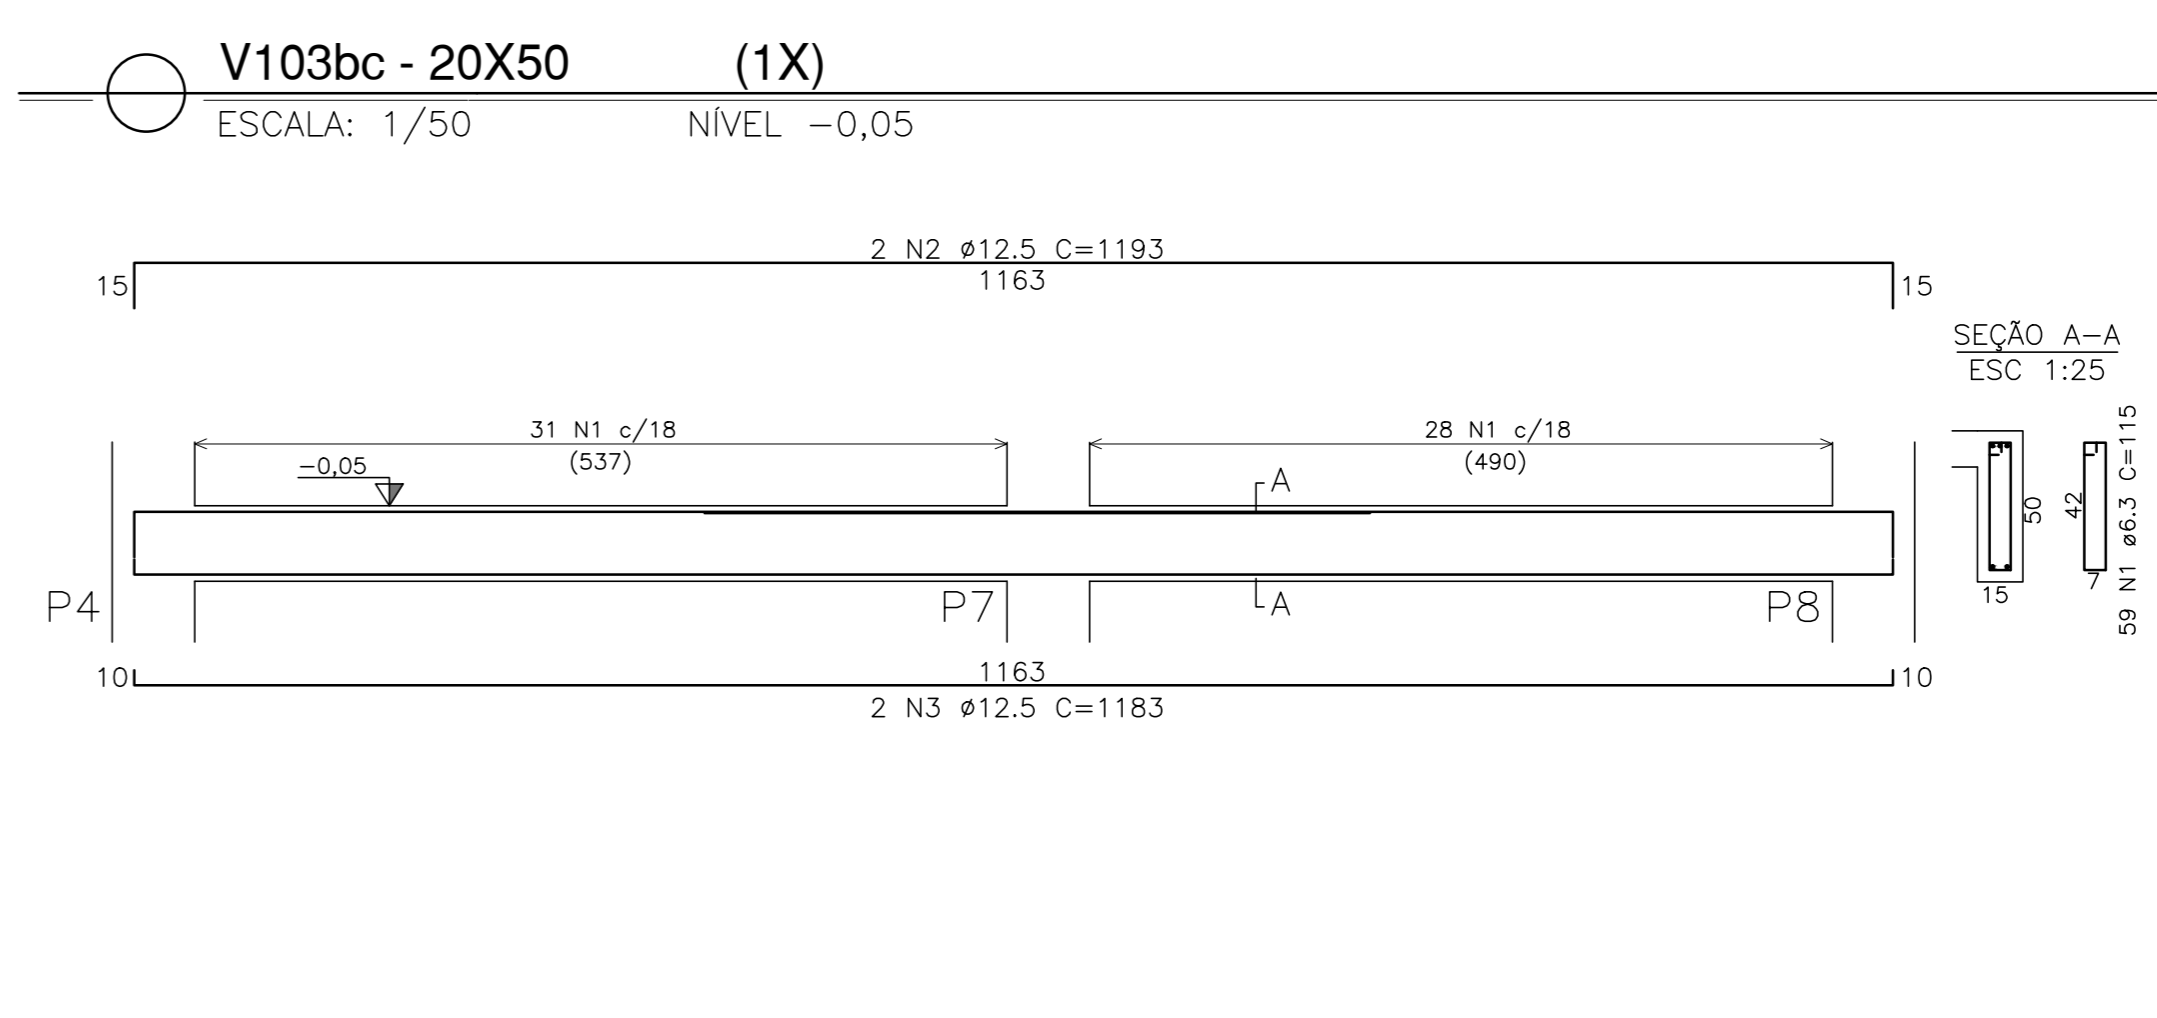 V103bc - 20X50 (1X)
ESCALA: 1/50 NÍVEL -0,05
2 N2 ø12.5 C=1193
1163
15
15
SEÇÃO A-A
ESC 1:25
31 N1 c/18
(537)
28 N1 c/18
(490)
-0,05
A
A
50
15
42
7
59 N1 ø6.3 C=115
P4
P7
P8
1163
10
10
2 N3 ø12.5 C=1183